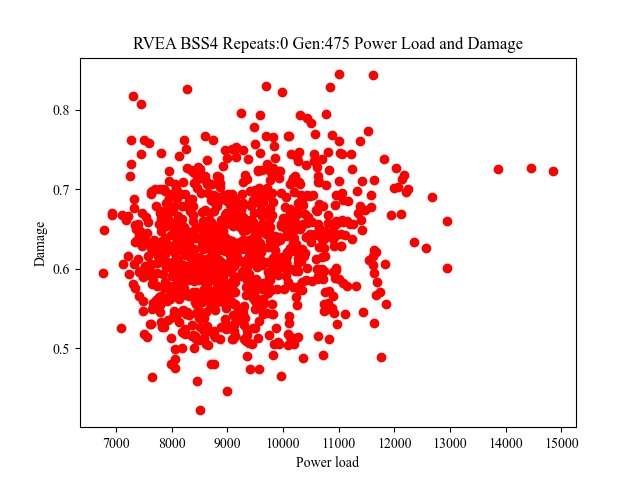 RVEA BSS4 Repeats:0 Gen:475 Power Load and Damage
0.8
0.7
0.6
0.5
Damage
7000 8000 9000 10000 11000 12000 13000 14000 15000
Power load